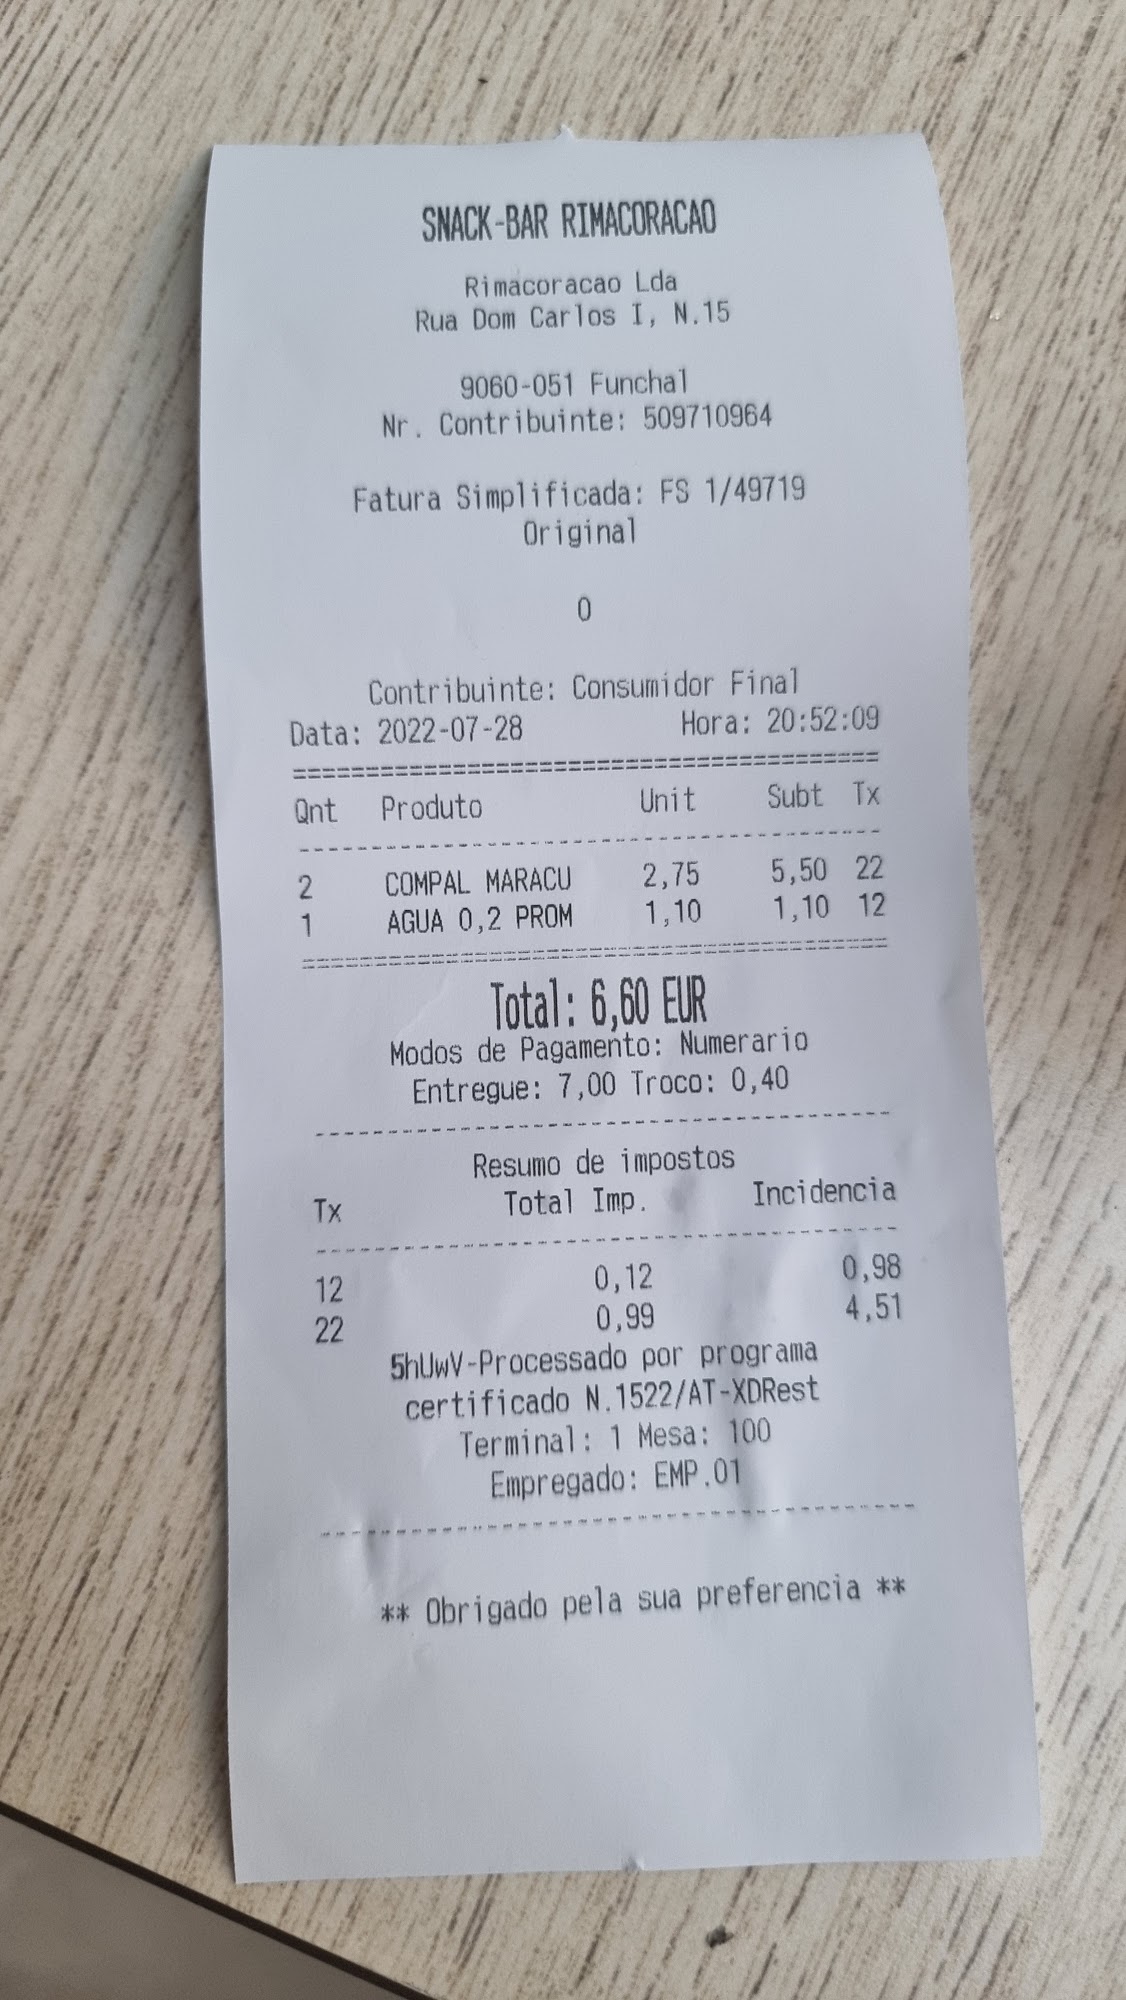 SNACK-BAR RIMACORACAO
Rimacoracao Lda
Rua Dom Carlos I, N.15
9060-051 Funchal
Nr. Contribuinte: 509710964
Fatura Simplificada: FS 1/49719
Original
0
Contribuinte: Consumidor Final
Data: 2022-07-28 Hora: 20:52:09
========================================
Qnt Produto Unit Subt Tx
----------------------------------------
2 COMPAL MARACU 2,75 5,50 22
1 AGUA 0,2 PROM 1,10 1,10 12
========================================
Total: 6,60 EUR
Modos de Pagamento: Numerario
Entregue: 7,00 Troco: 0,40
----------------------------------------
Resumo de impostos
Tx Total Imp. Incidencia
----------------------------------------
12 0,12 0,98
22 0,99 4,51
5hUwV-Processado por programa
certificado N.1522/AT-XDRest
Terminal: 1 Mesa: 100
Empregado: EMP.01
----------------------------------------
** Obrigado pela sua preferencia **